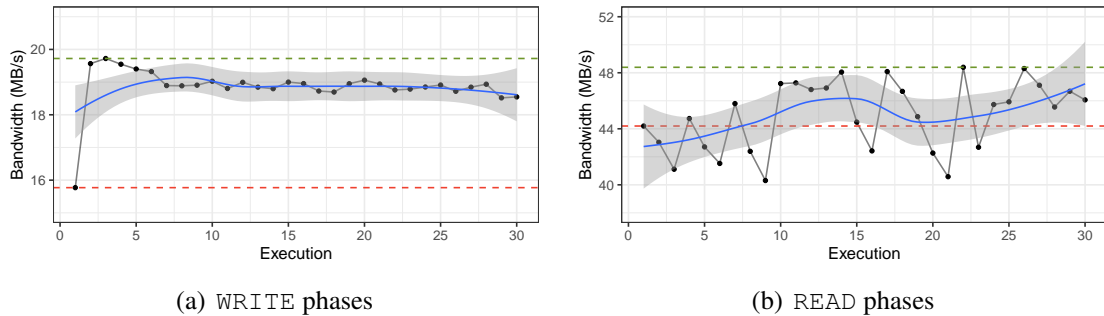 Bandwidth (MB/s)
20
18
16
0 5 10 15 20 25 30
Execution
(a) WRITE phases
Bandwidth (MB/s)
52
48
44
40
0 5 10 15 20 25 30
Execution
(b) READ phases